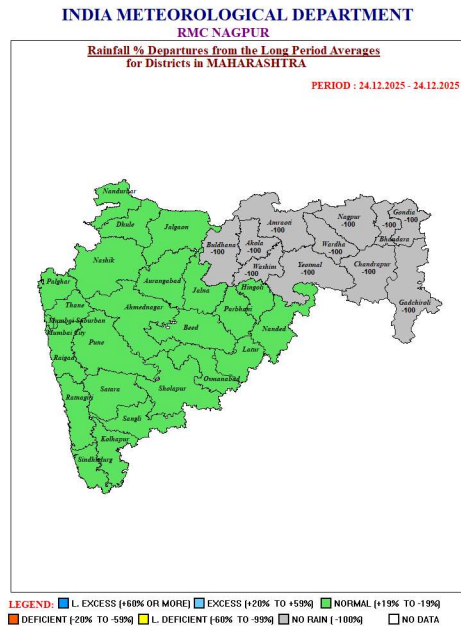 INDIA METEOROLOGICAL DEPARTMENT
RMC NAGPUR
Rainfall % Departures from the Long Period Averages
for Districts in MAHARASHTRA
PERIOD : 24.12.2025 - 24.12.2025
Nandurbar
Dhule
Jalgaon
Buldhana
-100
Akola
-100
Amraoti
-100
Nagpur
-100
Gondia
-100
-100
Bhandara
Wardha
-100
Washim
-100
Yeotmal
-100
Chandrapur
-100
Gadchiroli
-100
Nashik
Palghar
Aurangabad
Jalna
Hingoli
Parbhani
Nanded
Thane
Ahmednagar
Mumbai Suburban
Mumbai City
Pune
Beed
Raigad
Latur
Osmanabad
Satara
Sholapur
Ratnagiri
Sangli
Kolhapur
Sindhudurg
LEGEND: L. EXCESS (+60% OR MORE) EXCESS (+20% TO +59%) NORMAL (+19% TO -19%)
DEFICIENT (-20% TO -59%) L. DEFICIENT (-60% TO -99%) NO RAIN ( -100%) NO DATA